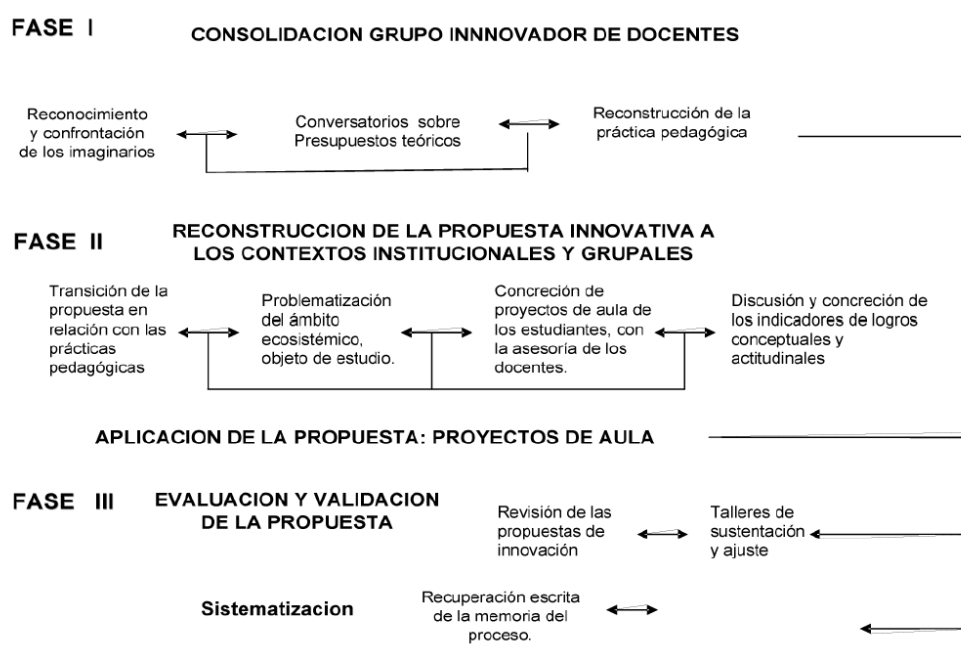 FASE I
CONSOLIDACION GRUPO INNNOVADOR DE DOCENTES
Reconocimiento
y confrontación
de los imaginarios
Conversatorios sobre
Presupuestos teóricos
Reconstrucción de la
práctica pedagógica
FASE II
RECONSTRUCCION DE LA PROPUESTA INNOVATIVA A
LOS CONTEXTOS INSTITUCIONALES Y GRUPALES
Transición de la
propuesta en
relación con las
prácticas
pedagógicas
Problematización
del ámbito
ecosistémico,
objeto de estudio.
Concreción de
proyectos de aula de
los estudiantes, con
la asesoría de los
docentes.
Discusión y concreción de
los indicadores de logros
conceptuales y
actitudinales
APLICACION DE LA PROPUESTA: PROYECTOS DE AULA
FASE III
EVALUACION Y VALIDACION
DE LA PROPUESTA
Revisión de las
propuestas de
innovación
Talleres de
sustentación
y ajuste
Sistematizacion
Recuperación escrita
de la memoria del
proceso.